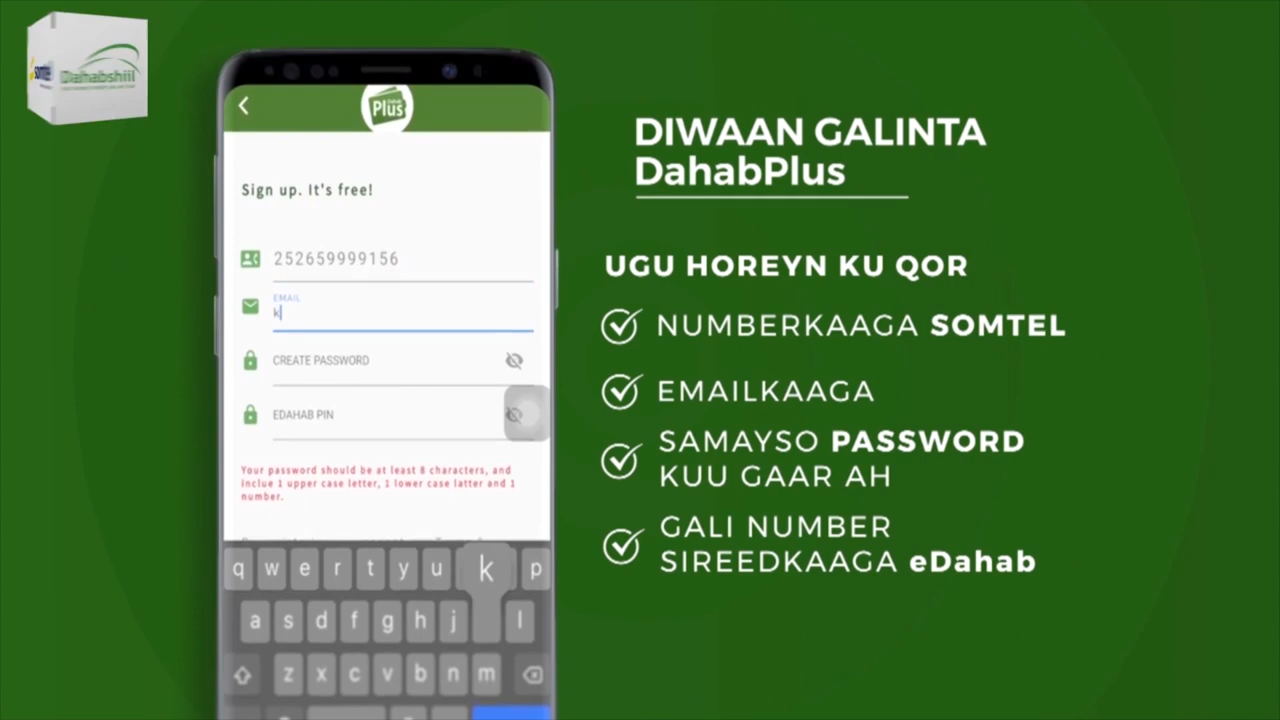 SOMTEL
Dahabshiil
Dahab
Plus
DIWAAN GALINTA
DahabPlus
Sign up. It's free!
252659999156
EMAIL
k
CREATE PASSWORD
EDAHAB PIN
Your password should be at least 8 characters, and
inclue 1 upper case letter, 1 lower case latter and 1
number.
q w e r t y u k p
a s d f g h j l
z x c v b n m
UGU HOREYN KU QOR
NUMBERKAAGA SOMTEL
EMAILKAAGA
SAMAYSO PASSWORD
KUU GAAR AH
GALI NUMBER
SIREEDKAAGA eDahab